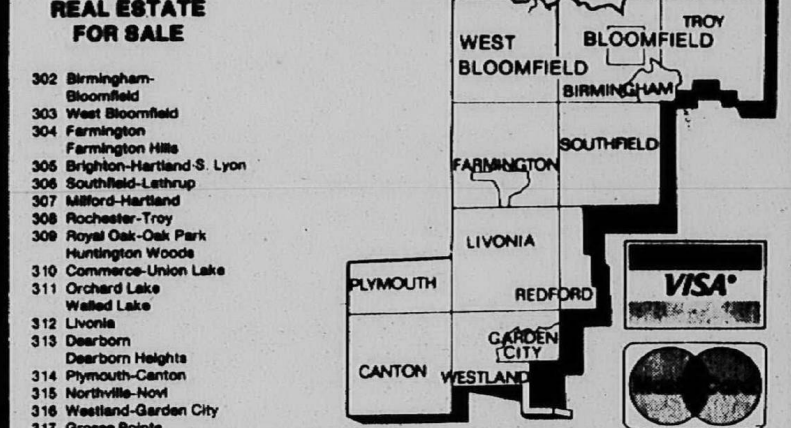 REAL ESTATE
FOR SALE
302 Birmingham-
Bloomfield
303 West Bloomfield
304 Farmington
Farmington Hills
305 Brighton-Hartland-S. Lyon
306 Southfield-Lathrup
307 Milford-Hartland
308 Rochester-Troy
309 Royal Oak-Oak Park
Huntington Woods
310 Commerce-Union Lake
311 Orchard Lake
Walled Lake
312 Livonia
313 Dearborn
Dearborn Heights
314 Plymouth-Canton
315 Northville-Novi
316 Westland-Garden City
317 Grosse Pointe
TROY
WEST
BLOOMFIELD
BLOOMFIELD
BIRMINGHAM
SOUTHFIELD
FARMINGTON
LIVONIA
PLYMOUTH
REDFORD
GARDEN
CITY
CANTON
WESTLAND
VISA®